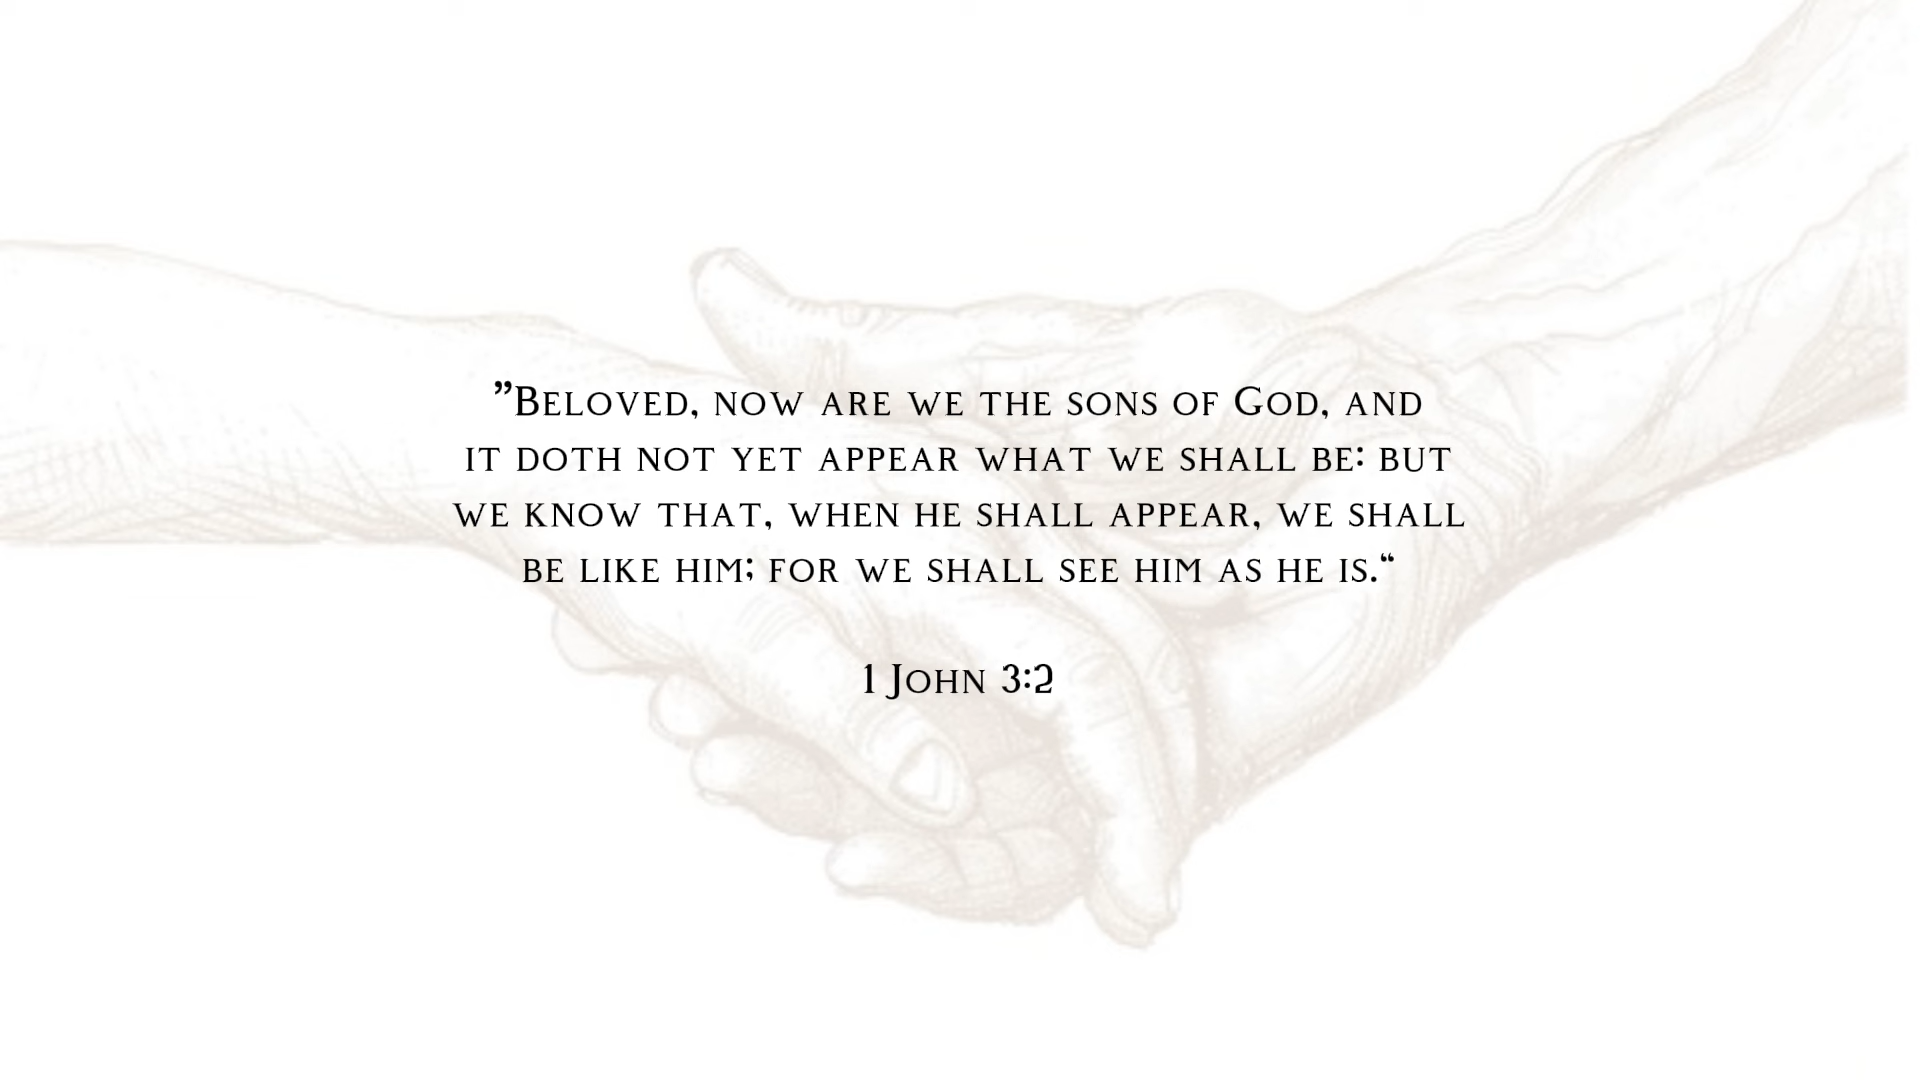 ”Beloved, now are we the sons of God, and
it doth not yet appear what we shall be: but
we know that, when he shall appear, we shall
be like him; for we shall see him as he is.“
1 John 3:2